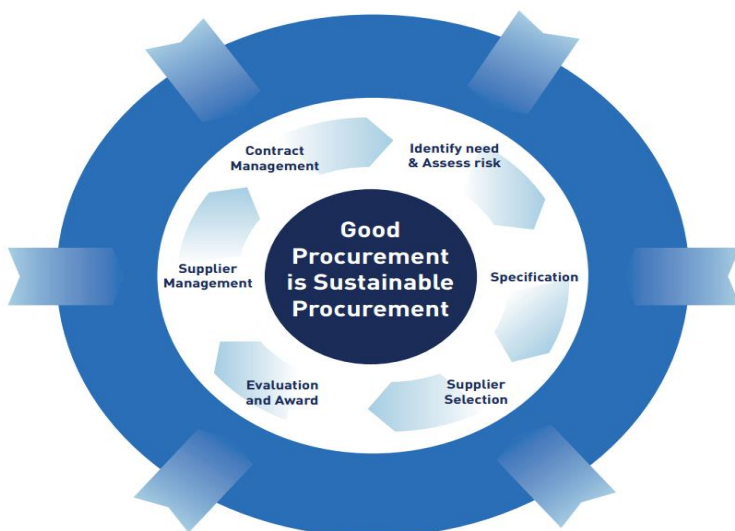 Good
Procurement
is Sustainable
Procurement
Identify need
& Assess risk
Specification
Supplier
Selection
Evaluation
and Award
Supplier
Management
Contract
Management